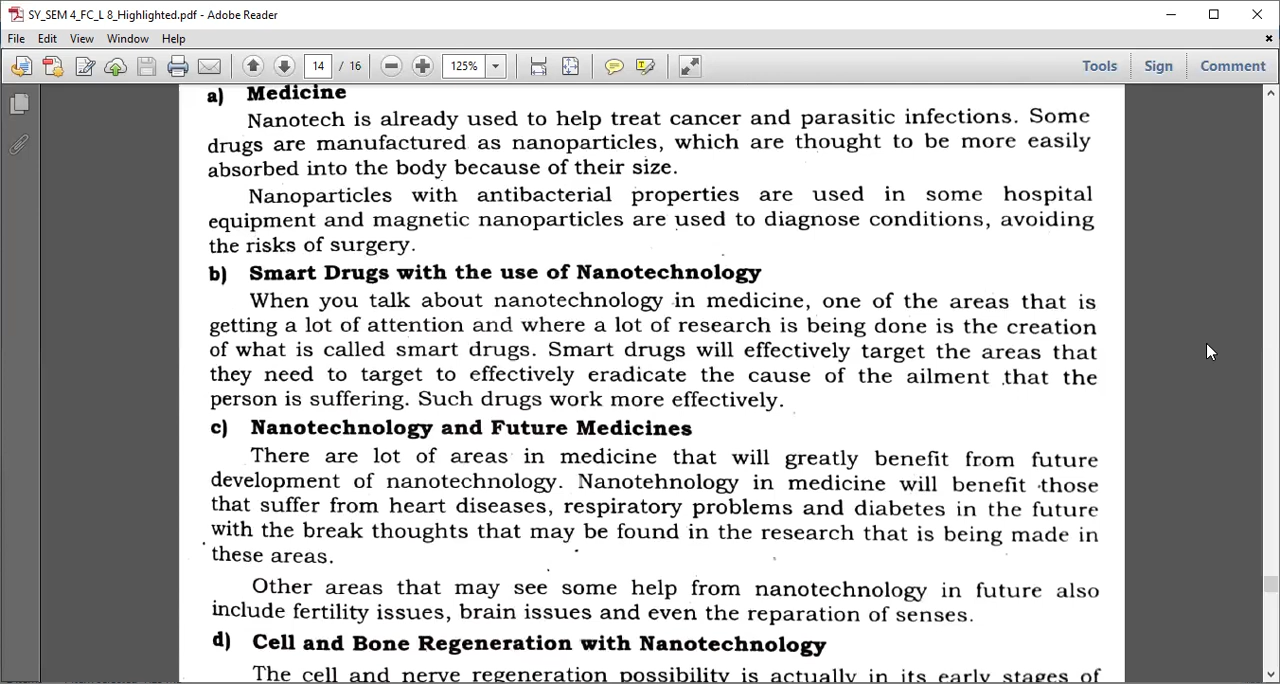 SY_SEM 4_FC_L 8_Highlighted.pdf - Adobe Reader
File Edit View Window Help
14 / 16 125% Tools Sign Comment
a) Medicine
Nanotech is already used to help treat cancer and parasitic infections. Some
drugs are manufactured as nanoparticles, which are thought to be more easily
absorbed into the body because of their size.
Nanoparticles with antibacterial properties are used in some hospital
equipment and magnetic nanoparticles are used to diagnose conditions, avoiding
the risks of surgery.
b) Smart Drugs with the use of Nanotechnology
When you talk about nanotechnology in medicine, one of the areas that is
getting a lot of attention and where a lot of research is being done is the creation
of what is called smart drugs. Smart drugs will effectively target the areas that
they need to target to effectively eradicate the cause of the ailment that the
person is suffering. Such drugs work more effectively.
c) Nanotechnology and Future Medicines
There are lot of areas in medicine that will greatly benefit from future
development of nanotechnology. Nanotehnology in medicine will benefit those
that suffer from heart diseases, respiratory problems and diabetes in the future
with the break thoughts that may be found in the research that is being made in
these areas.
Other areas that may see some help from nanotechnology in future also
include fertility issues, brain issues and even the reparation of senses.
d) Cell and Bone Regeneration with Nanotechnology
The cell and nerve regeneration possibility is actually in its early stages of